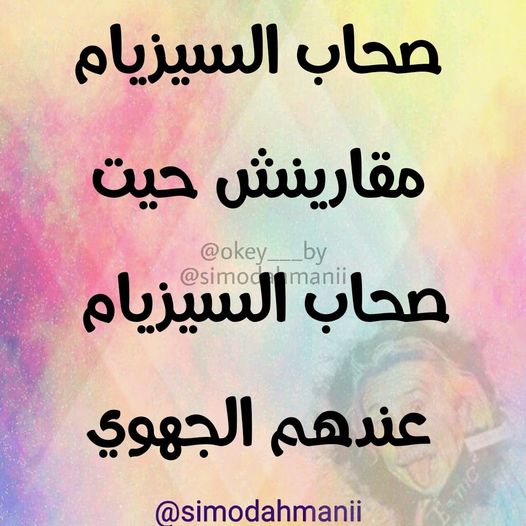 صحاب السيزيام
مقارينش حيت
@okey___by
@simodahmanii
صحاب السيزيام
عندهم الجهوي
@simodahmanii